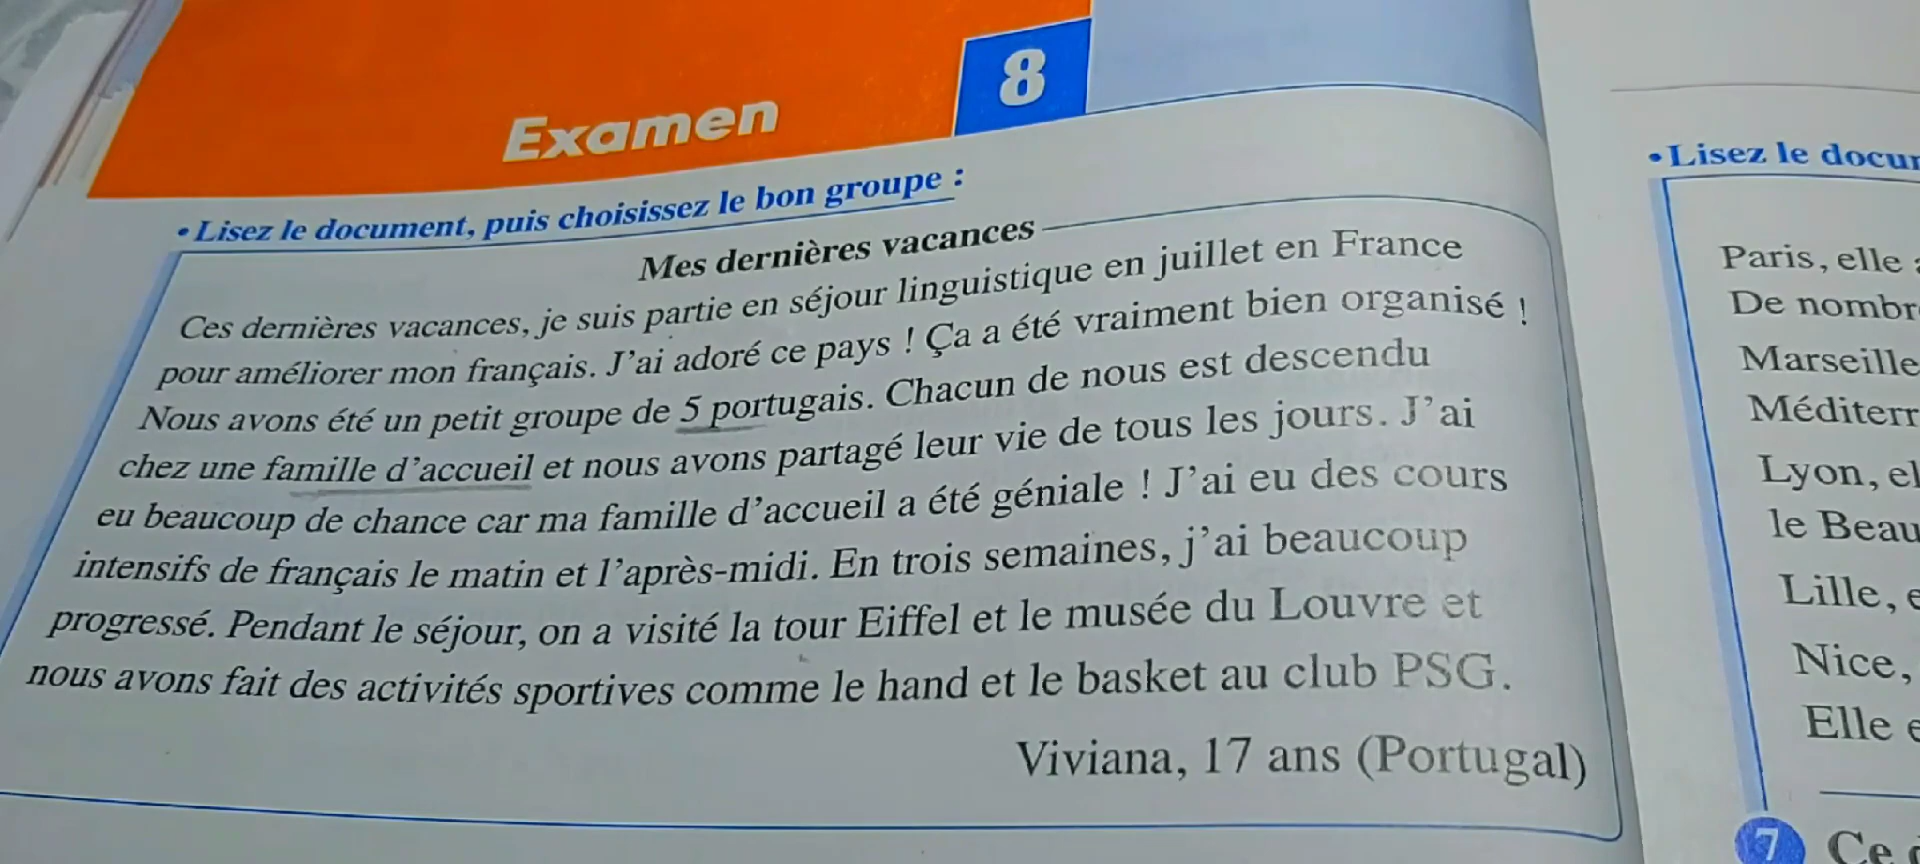 Examen
8
• Lisez le document, puis choisissez le bon groupe :
Mes dernières vacances
Ces dernières vacances, je suis partie en séjour linguistique en juillet en France
pour améliorer mon français. J'ai adoré ce pays ! Ça a été vraiment bien organisé !
Nous avons été un petit groupe de 5 portugais. Chacun de nous est descendu
chez une famille d'accueil et nous avons partagé leur vie de tous les jours. J'ai
eu beaucoup de chance car ma famille d'accueil a été géniale ! J'ai eu des cours
intensifs de français le matin et l'après-midi. En trois semaines, j'ai beaucoup
progressé. Pendant le séjour, on a visité la tour Eiffel et le musée du Louvre et
nous avons fait des activités sportives comme le hand et le basket au club PSG.
Viviana, 17 ans (Portugal)
• Lisez le
Paris, elle
De
Marseille
Lyon,
le
Lille,
Nice,
Elle
7 Ce